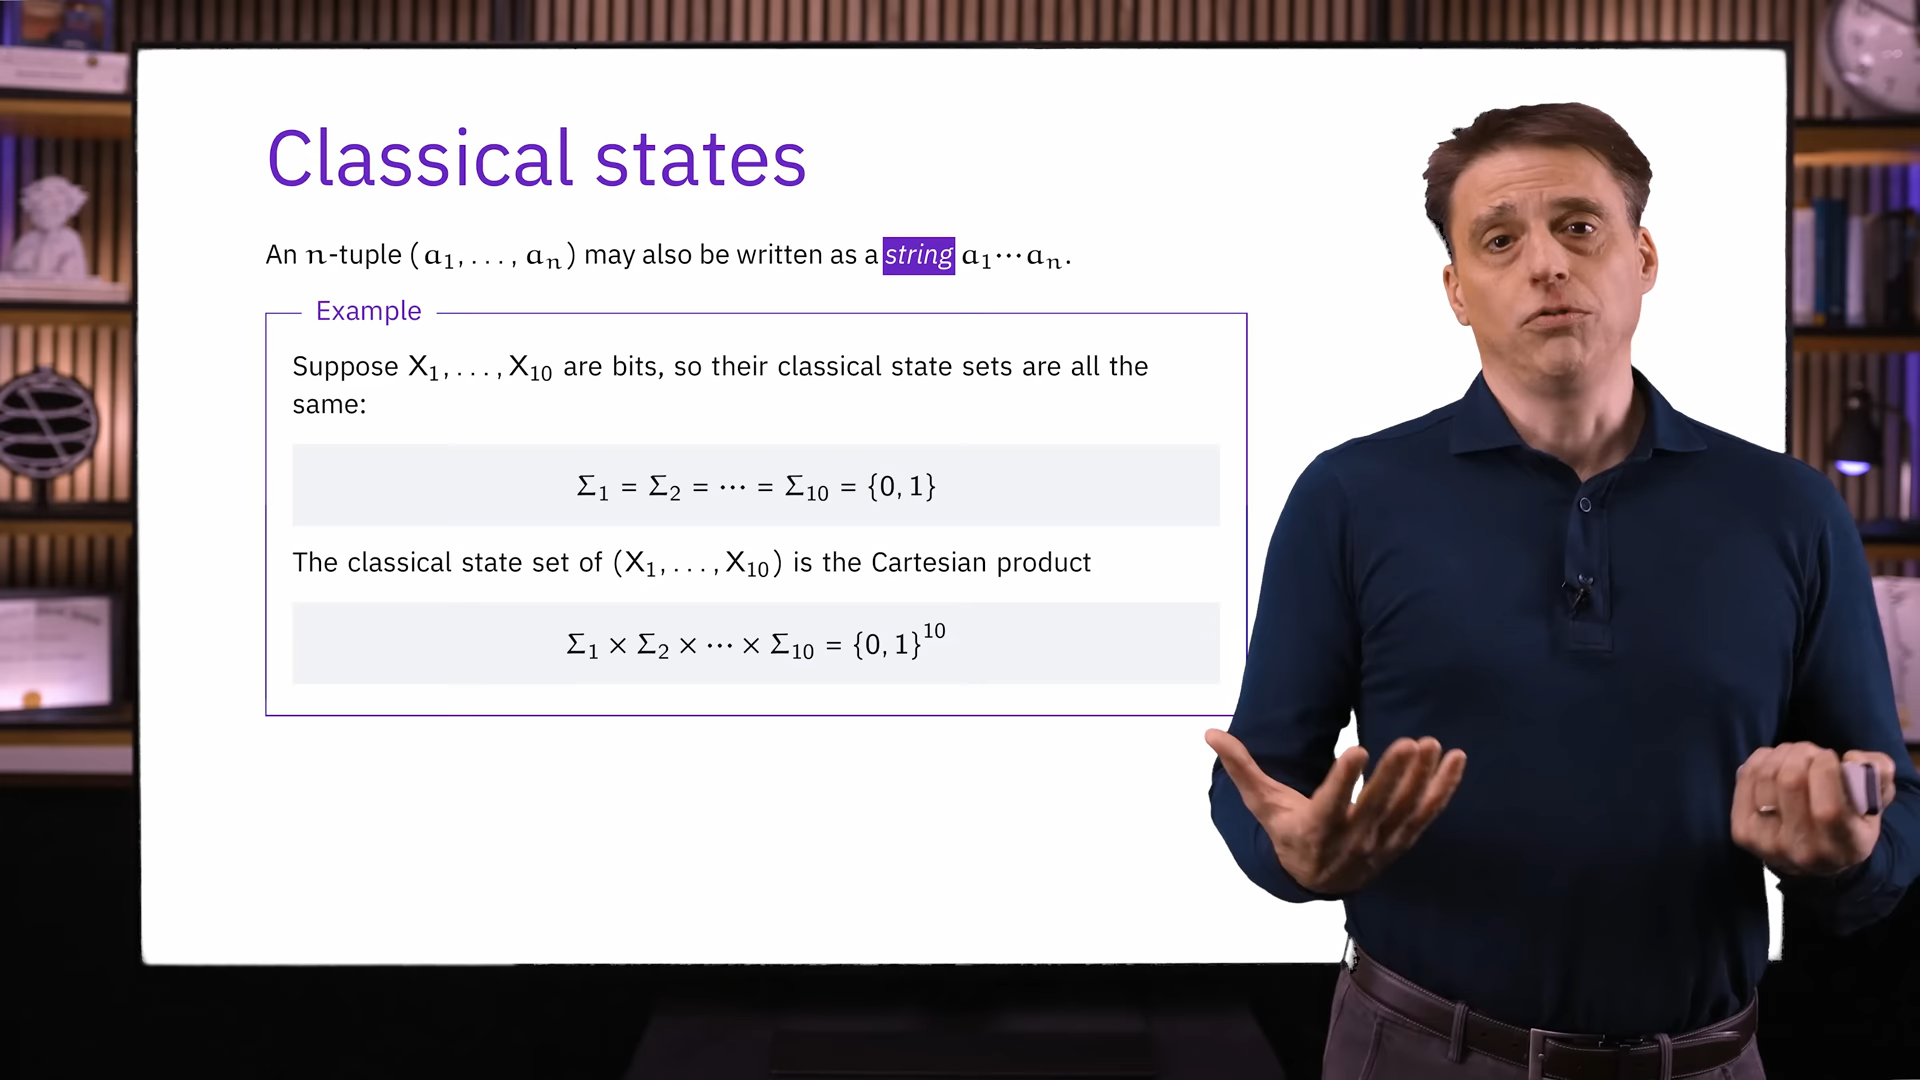 Classical states
An n-tuple (a₁, . . . , aₙ) may also be written as a string a₁⋯aₙ.
Example
Suppose X₁, . . . , X₁₀ are bits, so their classical state sets are all the
same:
Σ₁ = Σ₂ = ⋯ = Σ₁₀ = {0, 1}
The classical state set of (X₁, . . . , X₁₀) is the Cartesian product
Σ₁ × Σ₂ × ⋯ × Σ₁₀ = {0, 1}¹⁰